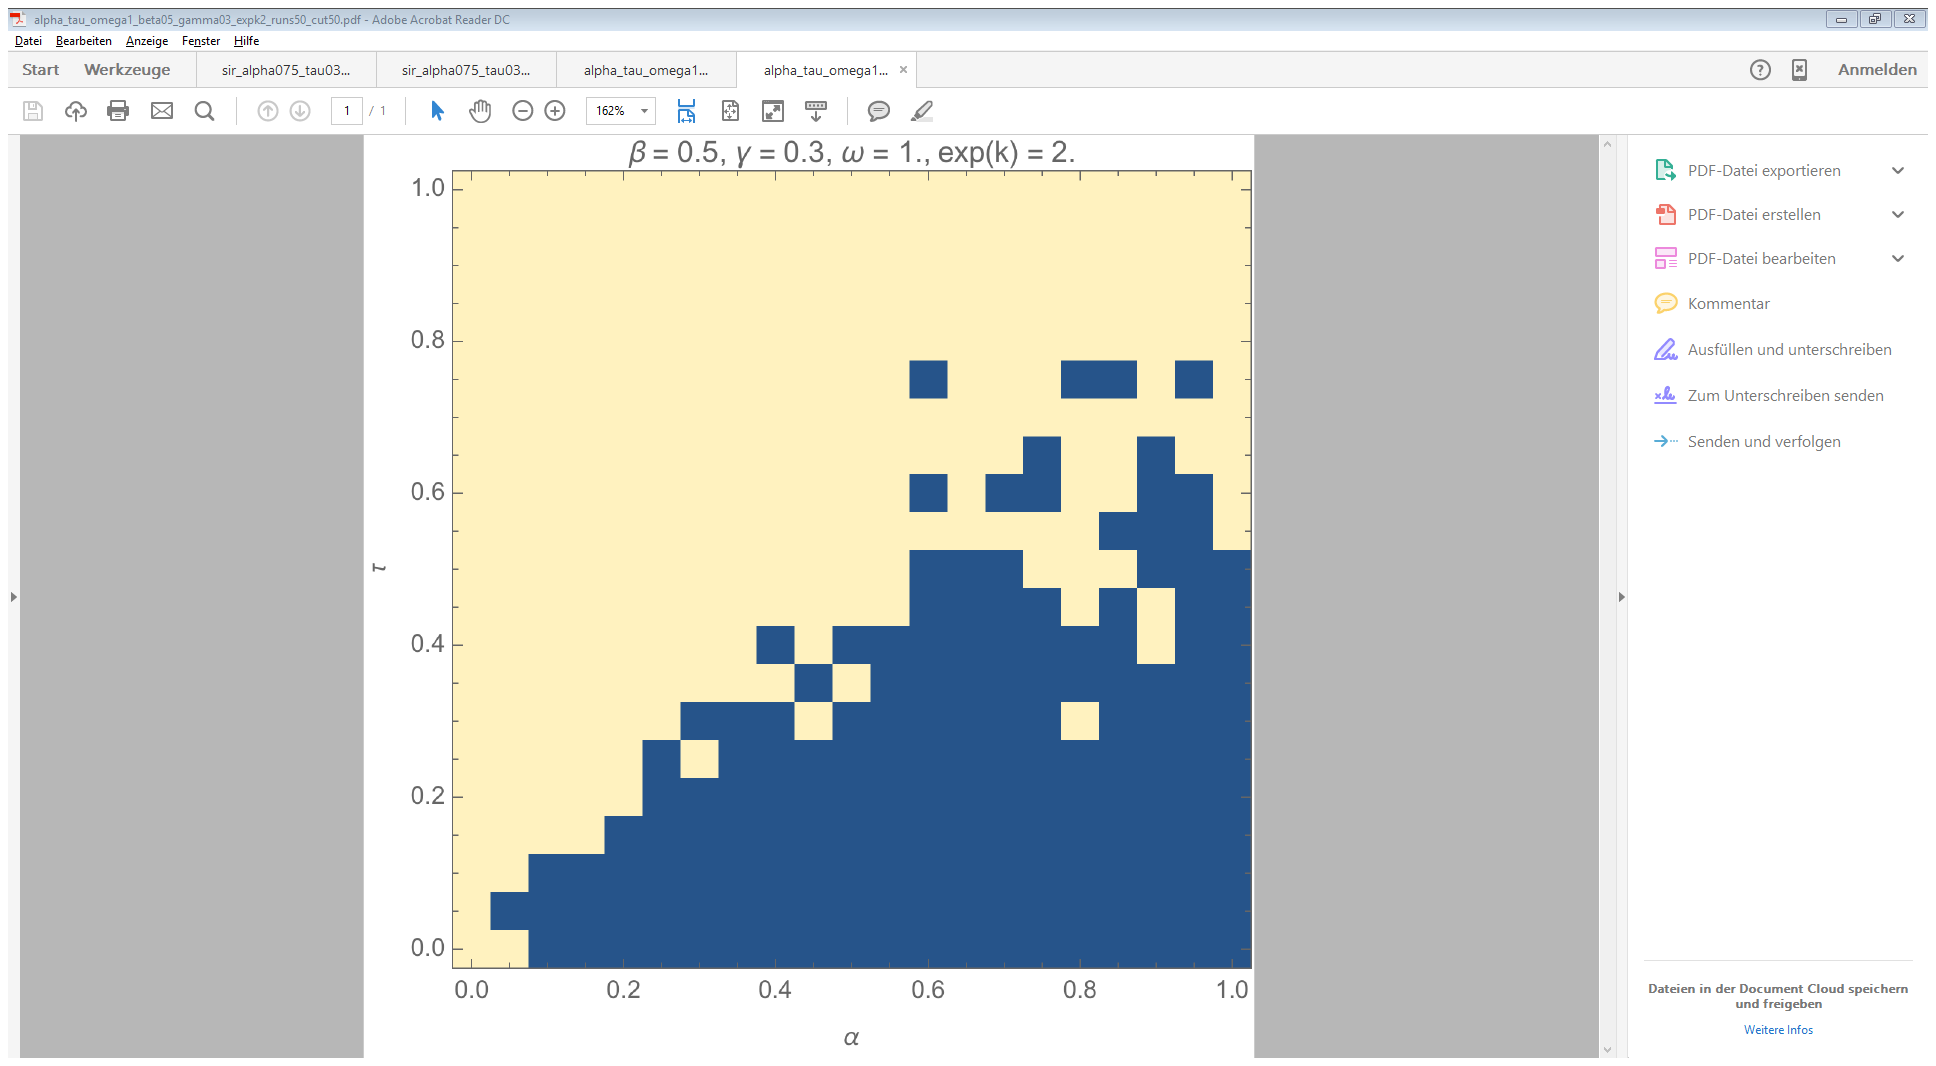 alpha_tau_omega1_beta05_gamma03_expk2_runs50_cut50.pdf - Adobe Acrobat Reader DC
Datei Bearbeiten Anzeige Fenster Hilfe
Start Werkzeuge sir_alpha075_tau03... sir_alpha075_tau03... alpha_tau_omega1... alpha_tau_omega1... × Anmelden
1 / 1 162%
β = 0.5, γ = 0.3, ω = 1., exp(k) = 2.
1.0
0.8
0.6
τ
0.4
0.2
0.0
0.0 0.2 0.4 0.6 0.8 1.0
α
PDF-Datei exportieren
PDF-Datei erstellen
PDF-Datei bearbeiten
Kommentar
Ausfüllen und unterschreiben
Zum Unterschreiben senden
Senden und verfolgen
Dateien in der Document Cloud speichern
und freigeben
Weitere Infos